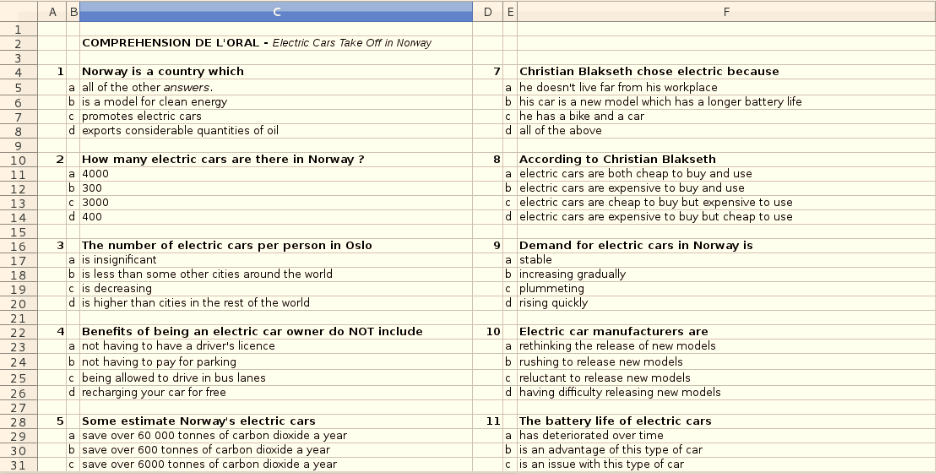 A B C D E F
1
2 COMPREHENSION DE L'ORAL - Electric Cars Take Off in Norway
3
4 1 Norway is a country which 7 Christian Blakseth chose electric because
5 a all of the other answers. a he doesn't live far from his workplace
6 b is a model for clean energy b his car is a new model which has a longer battery life
7 c promotes electric cars c he has a bike and a car
8 d exports considerable quantities of oil d all of the above
9
10 2 How many electric cars are there in Norway ? 8 According to Christian Blakseth
11 a 4000 a electric cars are both cheap to buy and use
12 b 300 b electric cars are expensive to buy and use
13 c 3000 c electric cars are cheap to buy but expensive to use
14 d 400 d electric cars are expensive to buy but cheap to use
15
16 3 The number of electric cars per person in Oslo 9 Demand for electric cars in Norway is
17 a is insignificant a stable
18 b is less than some other cities around the world b increasing gradually
19 c is decreasing c plummeting
20 d is higher than cities in the rest of the world d rising quickly
21
22 4 Benefits of being an electric car owner do NOT include 10 Electric car manufacturers are
23 a not having to have a driver's licence a rethinking the release of new models
24 b not having to pay for parking b rushing to release new models
25 c being allowed to drive in bus lanes c reluctant to release new models
26 d recharging your car for free d having difficulty releasing new models
27
28 5 Some estimate Norway's electric cars 11 The battery life of electric cars
29 a save over 60 000 tonnes of carbon dioxide a year a has deteriorated over time
30 b save over 600 tonnes of carbon dioxide a year b is an advantage of this type of car
31 c save over 6000 tonnes of carbon dioxide a year c is an issue with this type of car